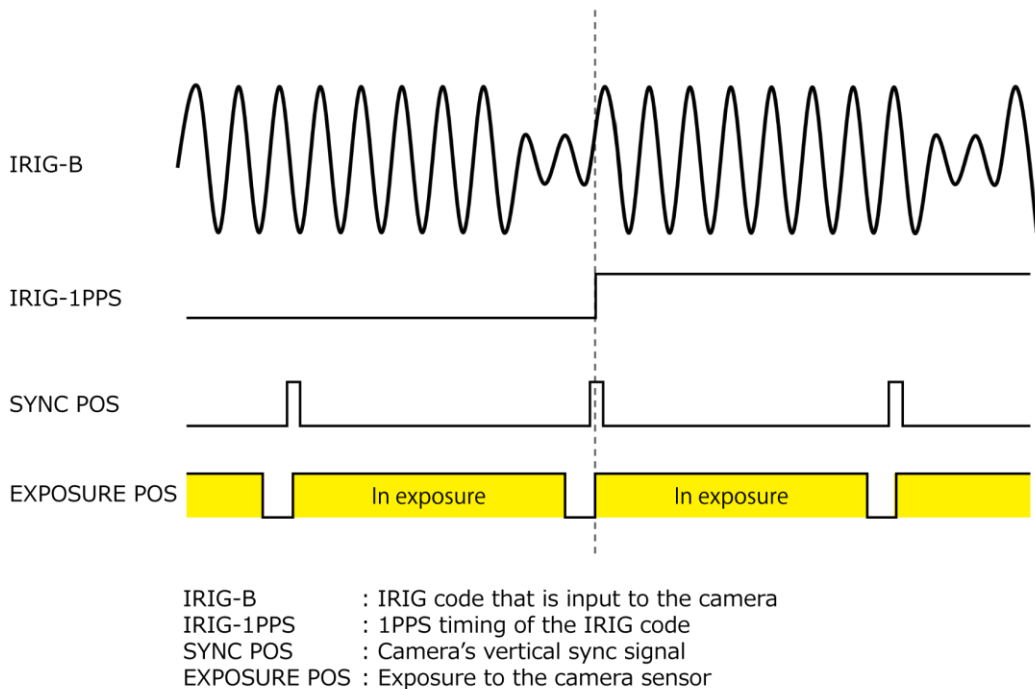 IRIG-B
IRIG-1PPS
SYNC POS
EXPOSURE POS In exposure In exposure
IRIG-B : IRIG code that is input to the camera
IRIG-1PPS : 1PPS timing of the IRIG code
SYNC POS : Camera’s vertical sync signal
EXPOSURE POS : Exposure to the camera sensor